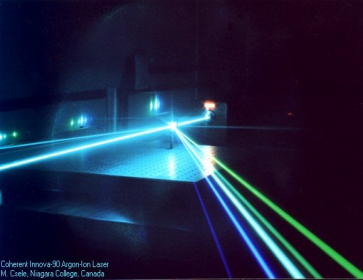 Coherent Innova-90 Argon-Ion Laser
M. Csele, Niagara College, Canada